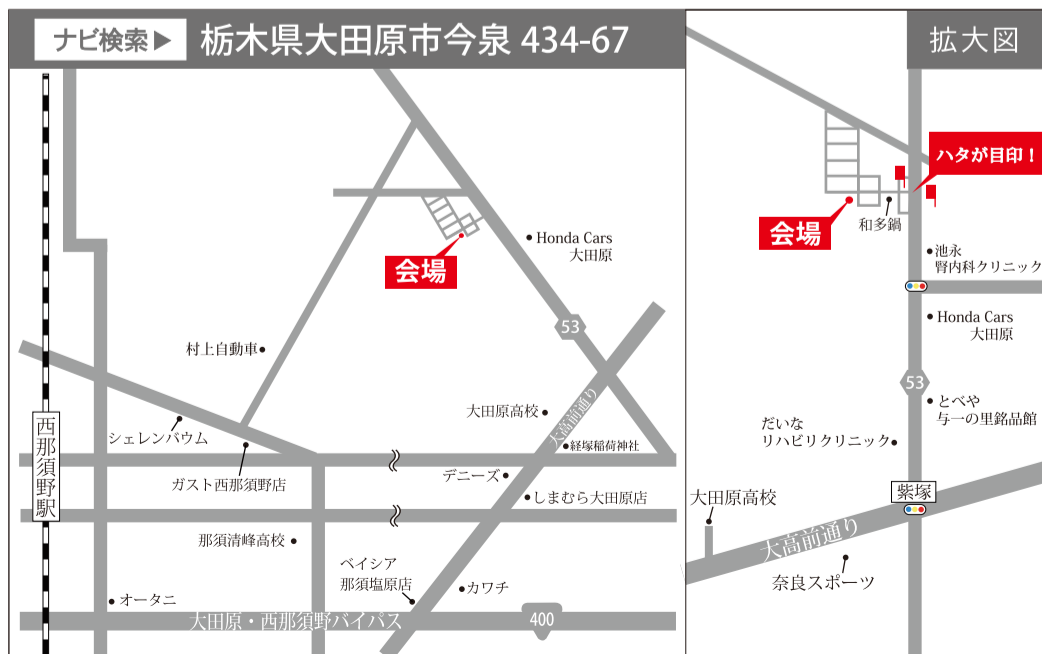 ナビ検索▶
栃木県大田原市今泉 434-67
会場
Honda Cars
大田原
53
村上自動車
大田原高校
大高前通り
経塚稲荷神社
シェレンバウム
ガスト西那須野店
デニーズ
しまむら大田原店
西那須野駅
那須清峰高校
ベイシア
那須塩原店
カワチ
オータニ
大田原・西那須野バイパス
400
拡大図
ハタが目印！
和多鍋
会場
池永
腎内科クリニック
Honda Cars
大田原
53
とべや
与一の里銘品館
だいな
リハビリクリニック
紫塚
大田原高校
大高前通り
奈良スポーツ